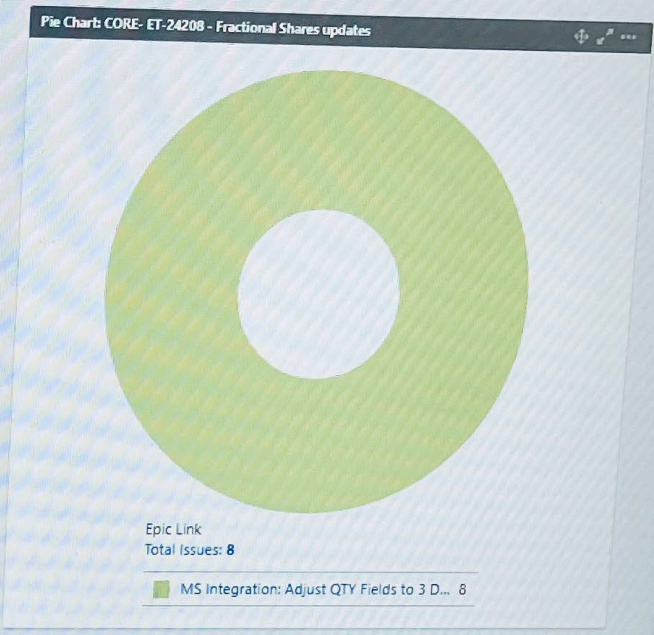 Pie Chart: CORE- ET-24208 - Fractional Shares updates
Epic Link
Total Issues: 8
MS Integration: Adjust QTY Fields to 3 D... 8